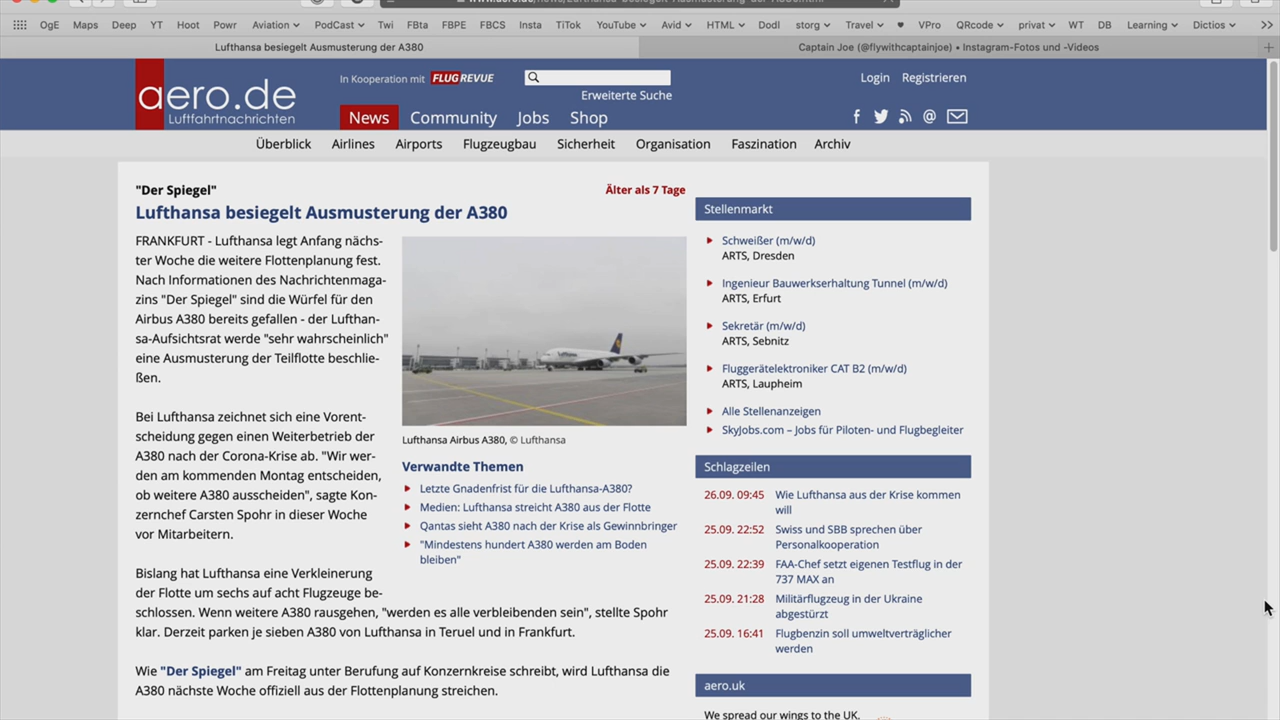 OgE Maps Deep YT Hoot Powr Aviation PodCast Twi FBta FBPE FBCS Insta TiTok YouTube Avid HTML Dodl storg Travel VPro QRcode privat WT DB Learning Dictios
Lufthansa besiegelt Ausmusterung der A380
Captain Joe (@flywithcaptainjoe) • Instagram-Fotos und -Videos
aero.de
Luftfahrtnachrichten
In Kooperation mit FLUG REVUE
Erweiterte Suche
Login Registrieren
News Community Jobs Shop
Überblick Airlines Airports Flugzeugbau Sicherheit Organisation Faszination Archiv
"Der Spiegel"
Älter als 7 Tage
Lufthansa besiegelt Ausmusterung der A380
FRANKFURT - Lufthansa legt Anfang nächs-
ter Woche die weitere Flottenplanung fest.
Nach Informationen des Nachrichtenmaga-
zins "Der Spiegel" sind die Würfel für den
Airbus A380 bereits gefallen - der Lufthan-
sa-Aufsichtsrat werde "sehr wahrscheinlich"
eine Ausmusterung der Teilflotte beschlie-
ßen.
Bei Lufthansa zeichnet sich eine Vorent-
scheidung gegen einen Weiterbetrieb der
A380 nach der Corona-Krise ab. "Wir wer-
den am kommenden Montag entscheiden,
ob weitere A380 ausscheiden", sagte Kon-
zernchef Carsten Spohr in dieser Woche
vor Mitarbeitern.
Lufthansa Airbus A380, © Lufthansa
Verwandte Themen
Letzte Gnadenfrist für die Lufthansa-A380?
Medien: Lufthansa streicht A380 aus der Flotte
Qantas sieht A380 nach der Krise als Gewinnbringer
"Mindestens hundert A380 werden am Boden
bleiben"
Bislang hat Lufthansa eine Verkleinerung
der Flotte um sechs auf acht Flugzeuge be-
schlossen. Wenn weitere A380 rausgehen, "werden es alle verbleibenden sein", stellte Spohr
klar. Derzeit parken je sieben A380 von Lufthansa in Teruel und in Frankfurt.
Wie "Der Spiegel" am Freitag unter Berufung auf Konzernkreise schreibt, wird Lufthansa die
A380 nächste Woche offiziell aus der Flottenplanung streichen.
Stellenmarkt
Schweißer (m/w/d)
ARTS, Dresden
Ingenieur Bauwerkserhaltung Tunnel (m/w/d)
ARTS, Erfurt
Sekretär (m/w/d)
ARTS, Sebnitz
Fluggerätelektroniker CAT B2 (m/w/d)
ARTS, Laupheim
Alle Stellenanzeigen
SkyJobs.com – Jobs für Piloten- und Flugbegleiter
Schlagzeilen
26.09. 09:45 Wie Lufthansa aus der Krise kommen
will
25.09. 22:52 Swiss und SBB sprechen über
Personalkooperation
25.09. 22:39 FAA-Chef setzt eigenen Testflug in der
737 MAX an
25.09. 21:28 Militärflugzeug in der Ukraine
abgestürzt
25.09. 16:41 Flugbenzin soll umweltverträglicher
werden
aero.uk
We spread our wings to the UK.